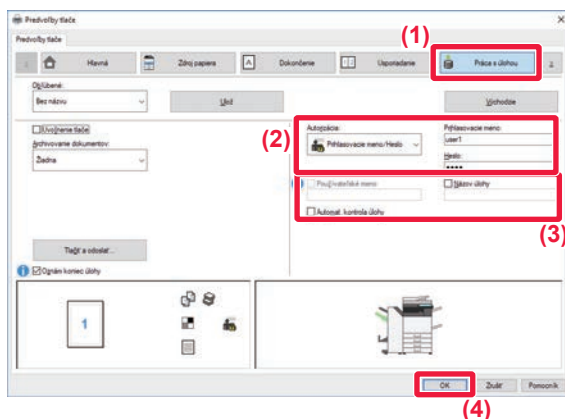 Predvoľby tlače
Predvoľby tlače
(1)
Hlavná
Zdroj papiera
Dokončenie
Usporiadanie
Práca s úlohou
Obľúbené:
Bez názvu
Ulož
Východzie
(2)
Uvoľnenie tlače
Archivovanie dokumentov:
Žiadna
Autorizácia:
Prihlasovacie meno/Heslo
Prihlasovacie meno:
user1
Heslo:
••••
Používateľské meno:
Názov úlohy
Automat. kontrola úlohy
(3)
Tlačiť a odoslať...
Oznám koniec úlohy
1
OK
Zrušiť
Pomocník
(4)